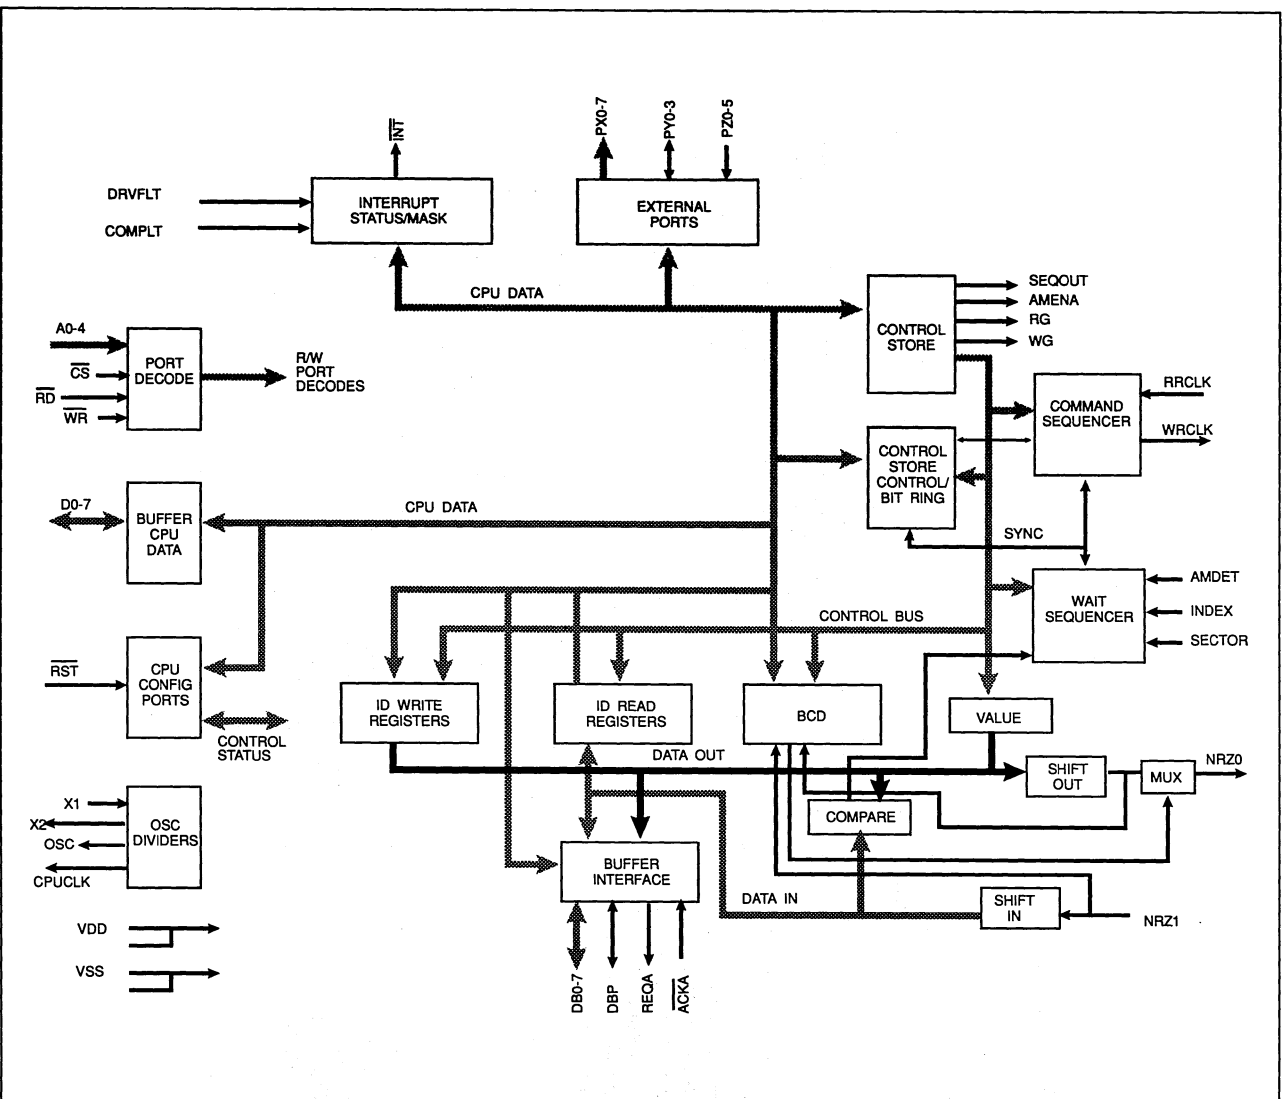 INT
PX0-7
PY0-3
PZ0-5
DRVFLT
COMPLT
INTERRUPT
STATUS/MASK
EXTERNAL
PORTS
CPU DATA
CONTROL
STORE
SEQOUT
AMENA
RG
WG
A0-4
CS
RD
WR
PORT
DECODE
R/W
PORT
DECODES
COMMAND
SEQUENCER
RRCLK
WRCLK
CONTROL
STORE
CONTROL/
BIT RING
SYNC
D0-7
BUFFER
CPU
DATA
CPU DATA
WAIT
SEQUENCER
AMDET
INDEX
SECTOR
CONTROL BUS
RST
CPU
CONFIG
PORTS
CONTROL
STATUS
ID WRITE
REGISTERS
ID READ
REGISTERS
BCD
VALUE
DATA OUT
SHIFT
OUT
MUX
NRZ0
X1
X2
OSC
CPUCLK
OSC
DIVIDERS
COMPARE
BUFFER
INTERFACE
DATA IN
SHIFT
IN
NRZ1
VDD
VSS
DB0-7
DBP
REQA
ACKA